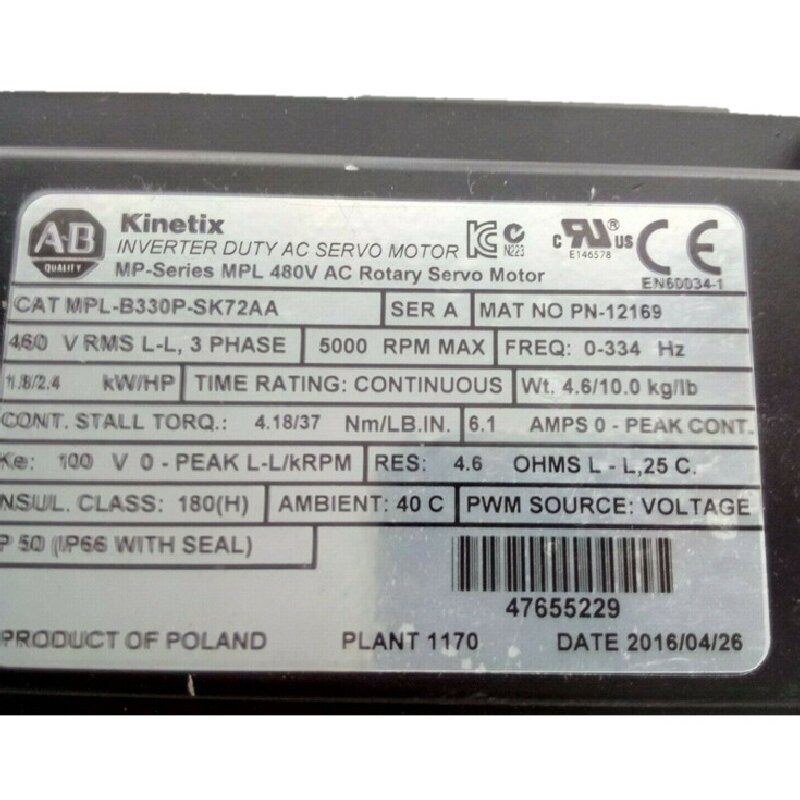 A-B QUALITY
Kinetix
INVERTER DUTY AC SERVO MOTOR
MP-Series MPL 480V AC Rotary Servo Motor
N223
c RU® US
E146578
CE
EN60034-1
CAT MPL-B330P-SK72AA SER A MAT NO PN-12169
460 V RMS L-L, 3 PHASE 5000 RPM MAX FREQ: 0-334 Hz
1.8/2.4 kW/HP TIME RATING: CONTINUOUS Wt. 4.6/10.0 kg/lb
CONT. STALL TORQ.: 4.18/37 Nm/LB.IN. 6.1 AMPS 0 - PEAK CONT.
Ke: 100 V 0 - PEAK L-L/kRPM RES: 4.6 OHMS L - L,25 C.
NSUL. CLASS: 180(H) AMBIENT: 40 C PWM SOURCE: VOLTAGE
P 50 (IP66 WITH SEAL)
47655229
PRODUCT OF POLAND PLANT 1170 DATE 2016/04/26